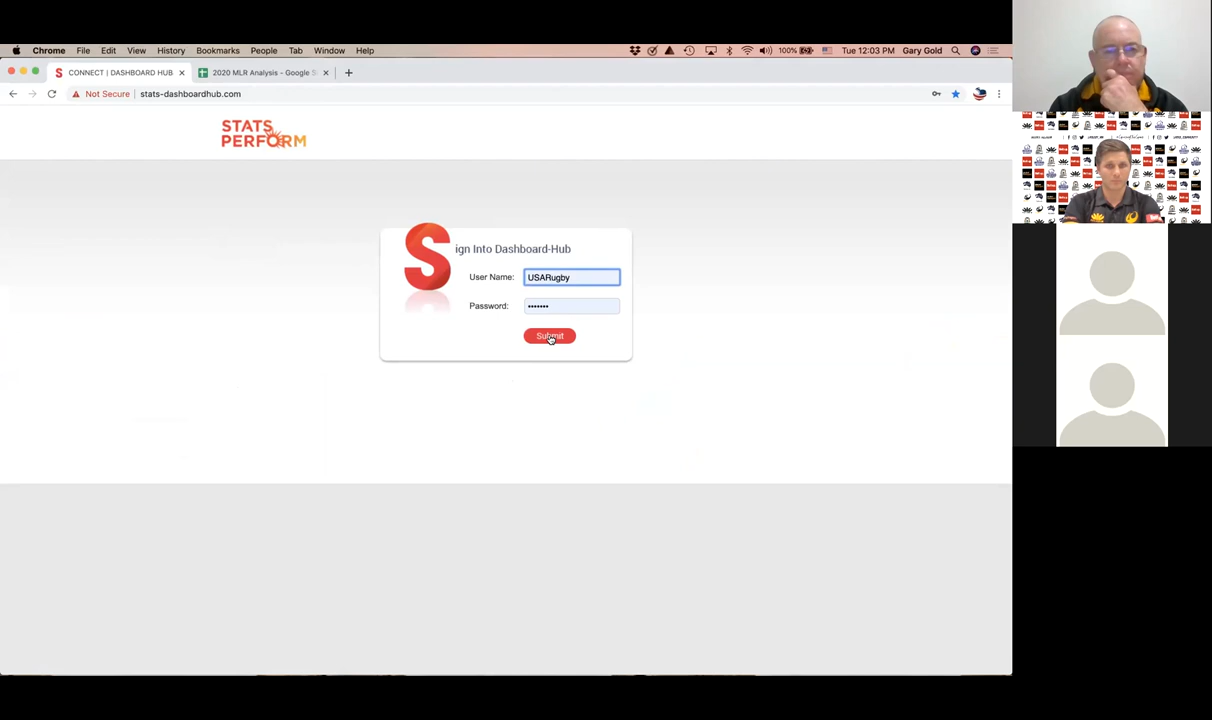 Chrome File Edit View History Bookmarks People Tab Window Help 100% Tue 12:03 PM Gary Gold
CONNECT | DASHBOARD HUB 2020 MLR Analysis - Google S
Not Secure stats-dashboardhub.com
STATS
PERFORM
Sign Into Dashboard-Hub
User Name: USARugby
Password: •••••••
Submit